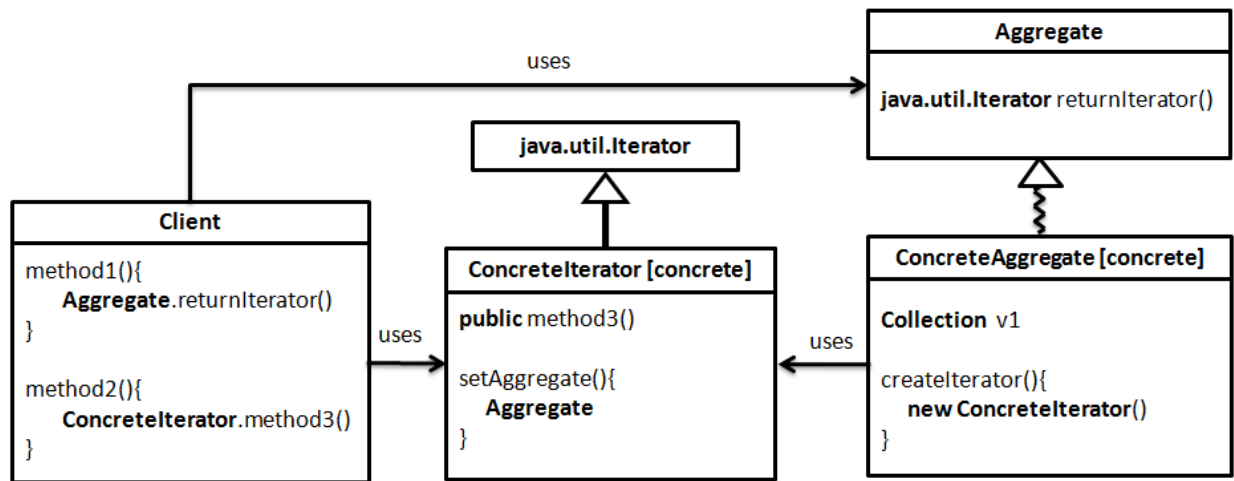 Aggregate
java.util.Iterator returnIterator()
uses
java.util.Iterator
Client
method1(){
Aggregate.returnIterator()
}
method2(){
ConcreteIterator.method3()
}
uses
ConcreteIterator [concrete]
public method3()
setAggregate(){
Aggregate
}
uses
ConcreteAggregate [concrete]
Collection v1
createIterator(){
new ConcreteIterator()
}